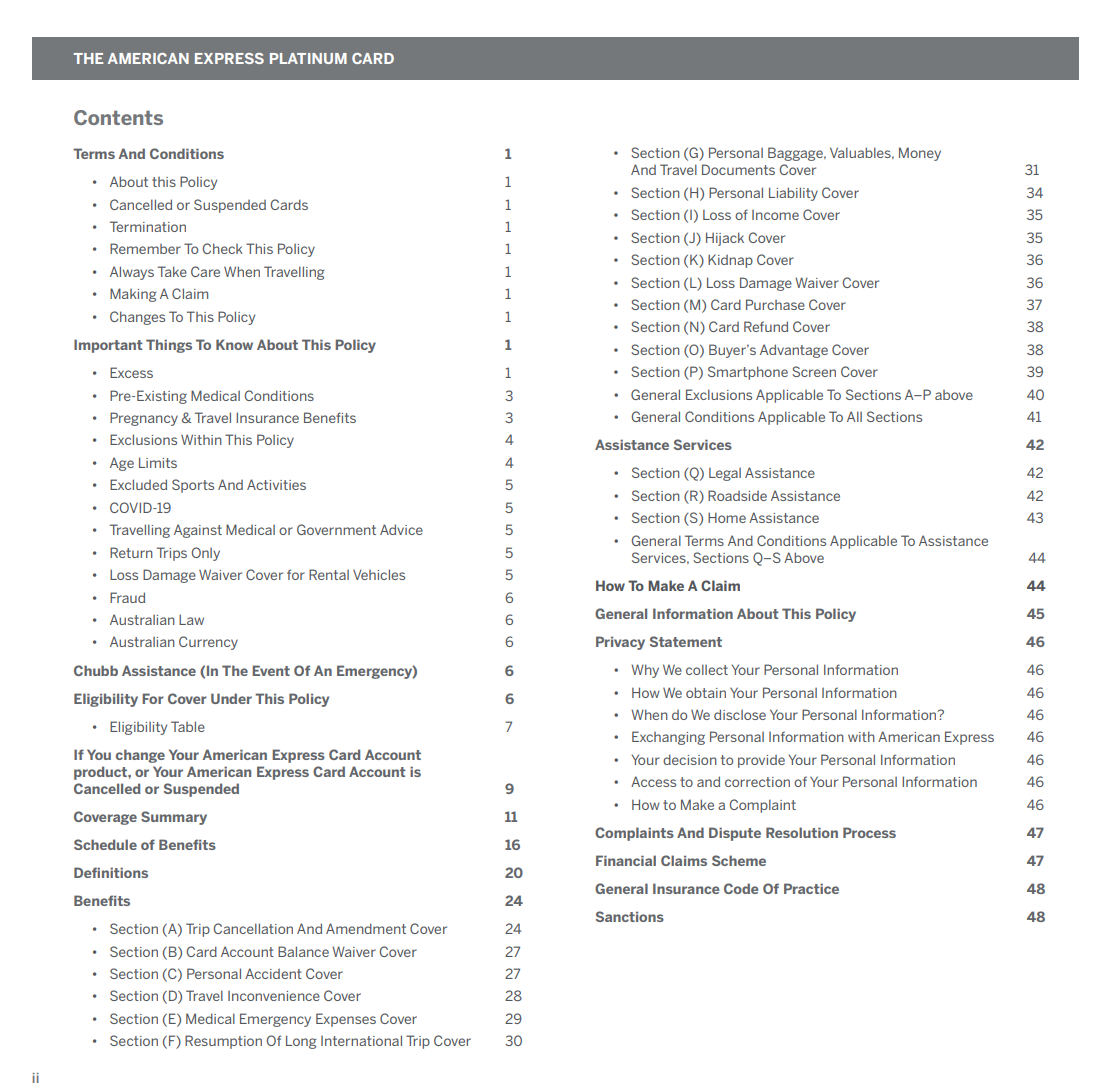 THE AMERICAN EXPRESS PLATINUM CARD
Contents
Terms And Conditions 1
• About this Policy 1
• Cancelled or Suspended Cards 1
• Termination 1
• Remember To Check This Policy 1
• Always Take Care When Travelling 1
• Making A Claim 1
• Changes To This Policy 1
Important Things To Know About This Policy 1
• Excess 1
• Pre-Existing Medical Conditions 3
• Pregnancy & Travel Insurance Benefits 3
• Exclusions Within This Policy 4
• Age Limits 4
• Excluded Sports And Activities 5
• COVID-19 5
• Travelling Against Medical or Government Advice 5
• Return Trips Only 5
• Loss Damage Waiver Cover for Rental Vehicles 5
• Fraud 6
• Australian Law 6
• Australian Currency 6
Chubb Assistance (In The Event Of An Emergency) 6
Eligibility For Cover Under This Policy 6
• Eligibility Table 7
If You change Your American Express Card Account
product, or Your American Express Card Account is
Cancelled or Suspended 9
Coverage Summary 11
Schedule of Benefits 16
Definitions 20
Benefits 24
• Section (A) Trip Cancellation And Amendment Cover 24
• Section (B) Card Account Balance Waiver Cover 27
• Section (C) Personal Accident Cover 27
• Section (D) Travel Inconvenience Cover 28
• Section (E) Medical Emergency Expenses Cover 29
• Section (F) Resumption Of Long International Trip Cover 30
• Section (G) Personal Baggage, Valuables, Money
And Travel Documents Cover 31
• Section (H) Personal Liability Cover 34
• Section (I) Loss of Income Cover 35
• Section (J) Hijack Cover 35
• Section (K) Kidnap Cover 36
• Section (L) Loss Damage Waiver Cover 36
• Section (M) Card Purchase Cover 37
• Section (N) Card Refund Cover 38
• Section (O) Buyer's Advantage Cover 38
• Section (P) Smartphone Screen Cover 39
• General Exclusions Applicable To Sections A–P above 40
• General Conditions Applicable To All Sections 41
Assistance Services 42
• Section (Q) Legal Assistance 42
• Section (R) Roadside Assistance 42
• Section (S) Home Assistance 43
• General Terms And Conditions Applicable To Assistance
Services, Sections Q–S Above 44
How To Make A Claim 44
General Information About This Policy 45
Privacy Statement 46
• Why We collect Your Personal Information 46
• How We obtain Your Personal Information 46
• When do We disclose Your Personal Information? 46
• Exchanging Personal Information with American Express 46
• Your decision to provide Your Personal Information 46
• Access to and correction of Your Personal Information 46
• How to Make a Complaint 46
Complaints And Dispute Resolution Process 47
Financial Claims Scheme 47
General Insurance Code Of Practice 48
Sanctions 48
ii